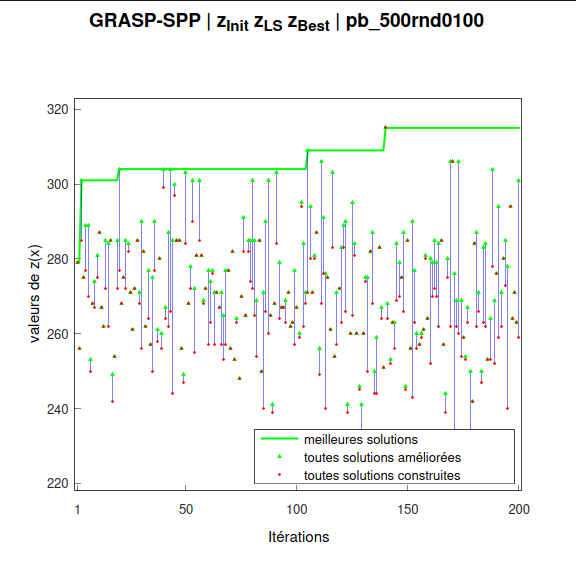 GRASP-SPP | zInit zLS zBest | pb_500rnd0100
320
300
280
260
240
220
valeurs de z(x)
meilleures solutions
toutes solutions améliorées
toutes solutions construites
1
50
100
150
200
Itérations